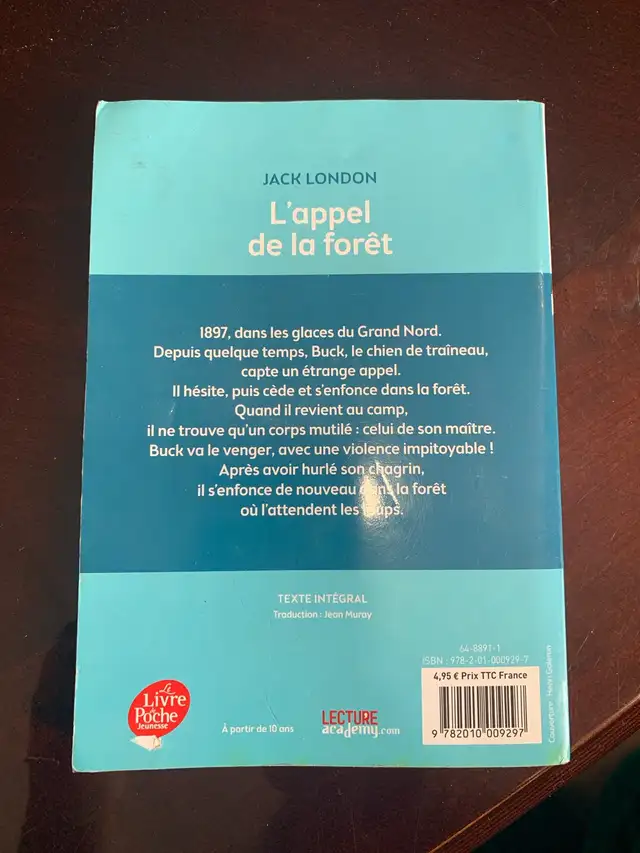 JACK LONDON
L'appel
de la forêt
1897, dans les glaces du Grand Nord.
Depuis quelque temps, Buck, le chien de traîneau,
capte un étrange appel.
Il hésite, puis cède et s'enfonce dans la forêt.
Quand il revient au camp,
il ne trouve qu'un corps mutilé : celui de son maître.
Buck va le venger, avec une violence impitoyable !
Après avoir hurlé son chagrin,
il s'enfonce de nouveau dans la forêt
où l'attendent les loups.
TEXTE INTÉGRAL
Traduction : Jean Muray
64-8891-1
ISBN : 978-2-01-000929-7
4,95 € Prix TTC France
9 782010 009297
Couverture : Henri Galeron
Le
Livre
de
Poche
Jeunesse
À partir de 10 ans
LECTURE
academy.com